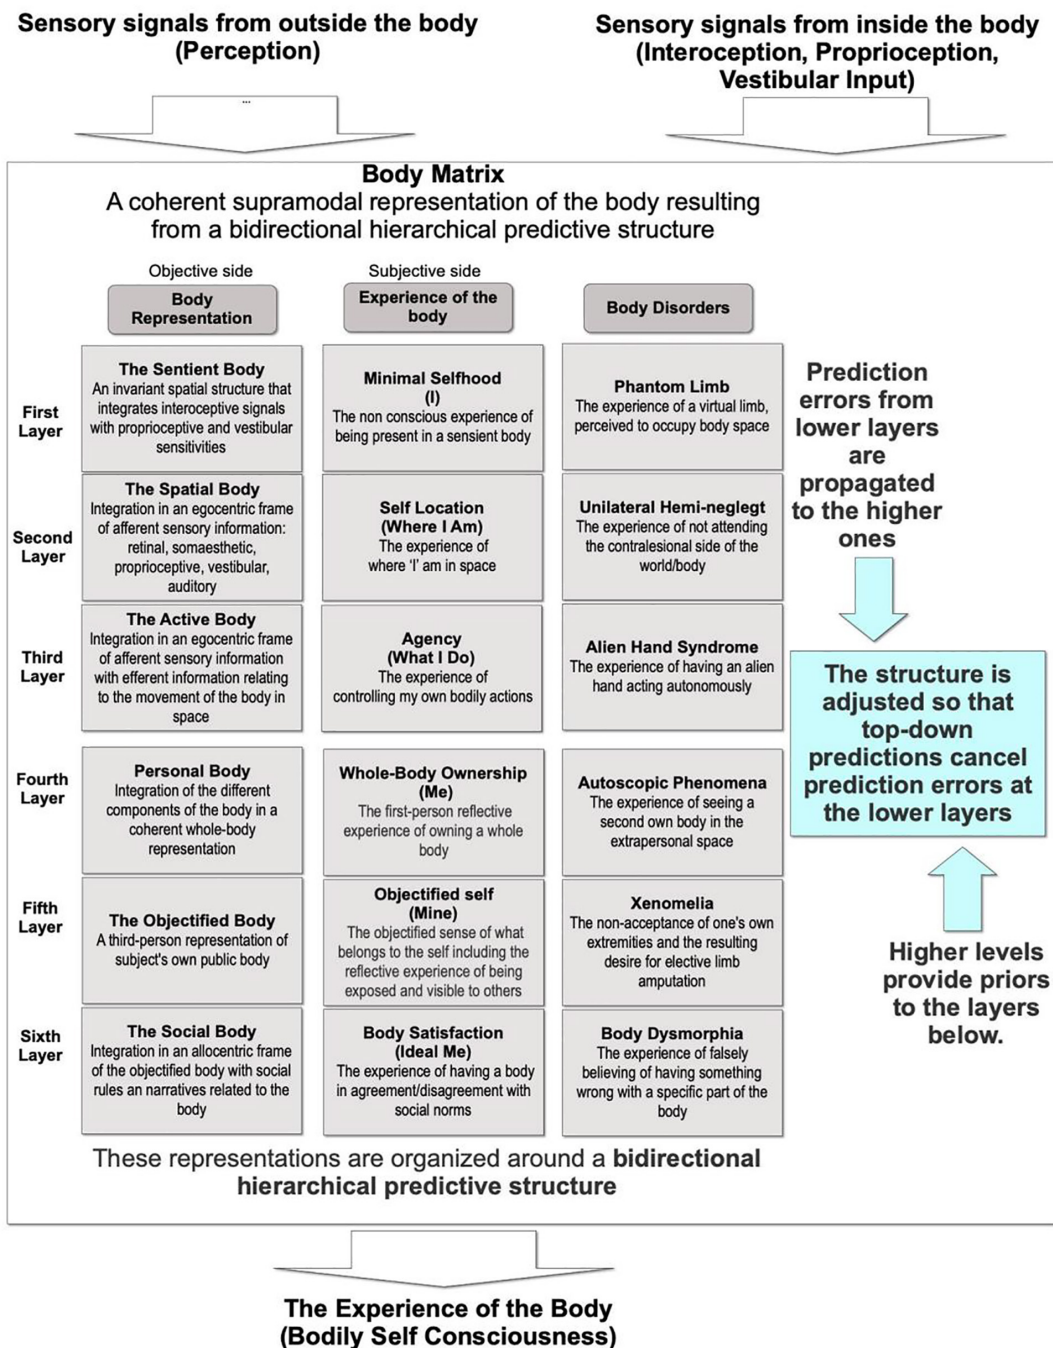 Sensory signals from outside the body
(Perception)
Sensory signals from inside the body
(Interoception, Proprioception,
Vestibular Input)
...
Body Matrix
A coherent supramodal representation of the body resulting
from a bidirectional hierarchical predictive structure
Objective side
Subjective side
Body
Representation
Experience of the
body
Body Disorders
First
Layer
The Sentient Body
An invariant spatial structure that
integrates interoceptive signals
with proprioceptive and vestibular
sensitivities
Minimal Selfhood
(I)
The non conscious experience of
being present in a sensient body
Phantom Limb
The experience of a virtual limb,
perceived to occupy body space
Second
Layer
The Spatial Body
Integration in an egocentric frame
of afferent sensory information:
retinal, somaesthetic,
proprioceptive, vestibular,
auditory
Self Location
(Where I Am)
The experience of
where 'I' am in space
Unilateral Hemi-neglegt
The experience of not attending
the contralesional side of the
world/body
Third
Layer
The Active Body
Integration in an egocentric frame
of afferent sensory information
with efferent information relating
to the movement of the body in
space
Agency
(What I Do)
The experience of
controlling my own bodily actions
Alien Hand Syndrome
The experience of having an alien
hand acting autonomously
Fourth
Layer
Personal Body
Integration of the different
components of the body in a
coherent whole-body
representation
Whole-Body Ownership
(Me)
The first-person reflective
experience of owning a whole
body
Autoscopic Phenomena
The experience of seeing a
second own body in the
extrapersonal space
Fifth
Layer
The Objectified Body
A third-person representation of
subject's own public body
Objectified self
(Mine)
The objectified sense of what
belongs to the self including the
reflective experience of being
exposed and visible to others
Xenomelia
The non-acceptance of one's own
extremities and the resulting
desire for elective limb
amputation
Sixth
Layer
The Social Body
Integration in an allocentric frame
of the objectified body with social
rules an narratives related to the
body
Body Satisfaction
(Ideal Me)
The experience of having a body
in agreement/disagreement with
social norms
Body Dysmorphia
The experience of falsely
believing of having something
wrong with a specific part of the
body
Prediction
errors from
lower layers
are
propagated
to the higher
ones
The structure is
adjusted so that
top-down
predictions cancel
prediction errors at
the lower layers
Higher levels
provide priors
to the layers
below.
These representations are organized around a bidirectional
hierarchical predictive structure
The Experience of the Body
(Bodily Self Consciousness)